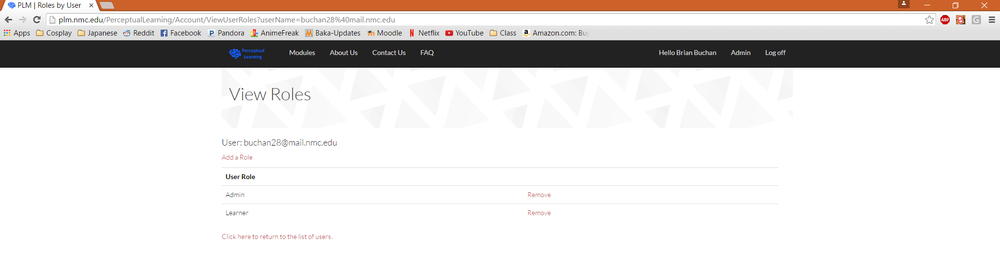 PLM | Roles by User
plm.nmc.edu/PerceptualLearning/Account/ViewUserRoles?userName=buchan28%40mail.nmc.edu
ABP
G
Apps Cosplay Japanese Reddit Facebook Pandora AnimeFreak Baka-Updates Moodle Netflix YouTube Class Amazon.com: Buy
Perceptual
Learning
Modules About Us Contact Us FAQ Hello Brian Buchan Admin Log off
View Roles
User: buchan28@mail.nmc.edu
Add a Role
User Role
Admin Remove
Learner Remove
Click here to return to the list of users.